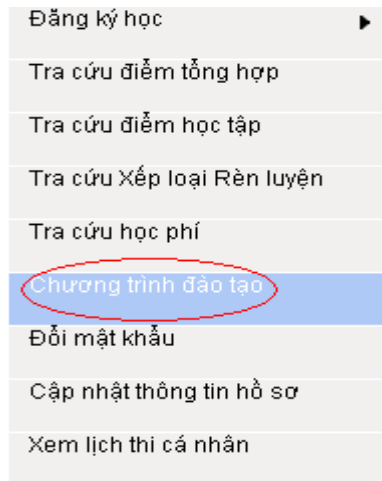 Đăng ký học
Tra cứu điểm tổng hợp
Tra cứu điểm học tập
Tra cứu Xếp loại Rèn luyện
Tra cứu học phí
Chương trình đào tạo
Đổi mật khẩu
Cập nhật thông tin hồ sơ
Xem lịch thi cá nhân